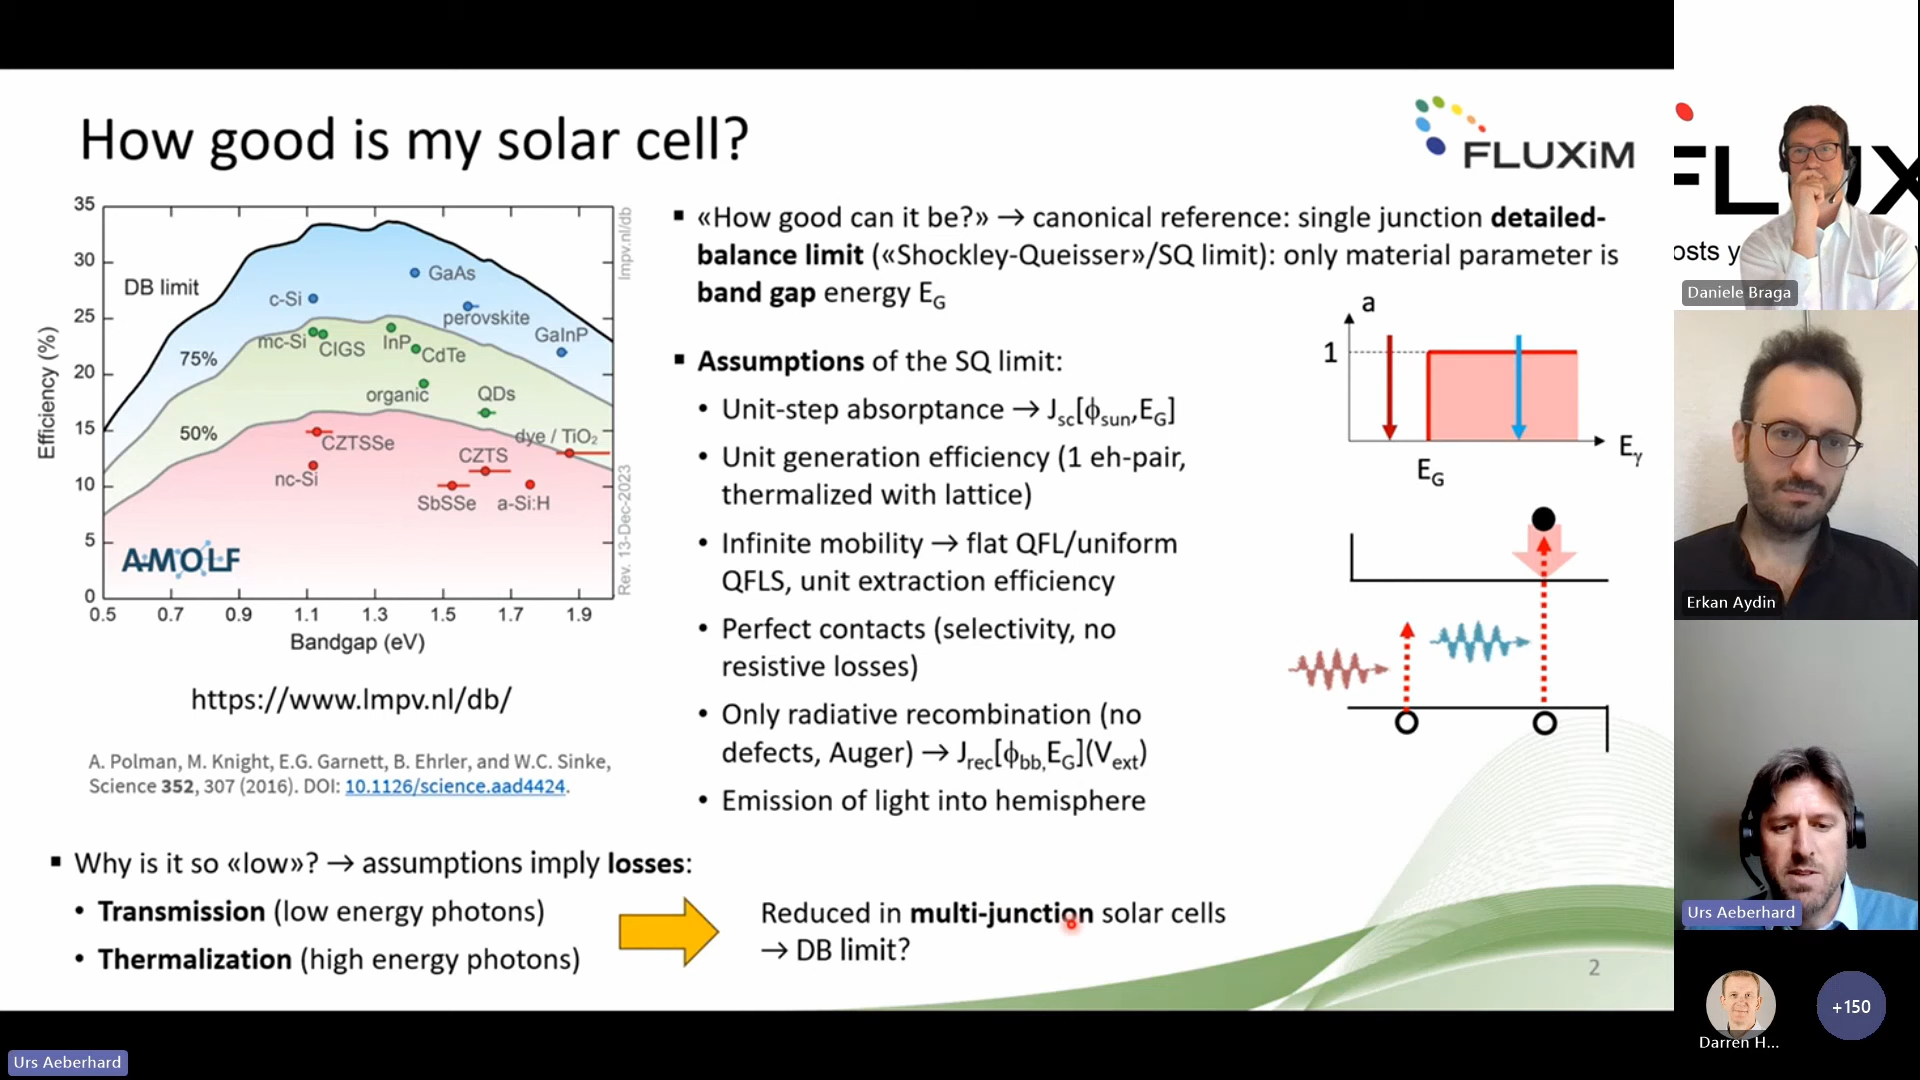 How good is my solar cell?
FLUXiM
35
30
25
20
15
10
5
0
0.5 0.7 0.9 1.1 1.3 1.5 1.7 1.9
Efficiency (%)
Bandgap (eV)
DB limit
75%
50%
GaAs
c-Si
perovskite
GaInP
mc-Si
CIGS
InP
CdTe
organic
QDs
dye / TiO₂
CZTSSe
CZTS
nc-Si
SbSSe
a-Si:H
AMOLF
lmpv.nl/db
Rev. 13-Dec-2023
https://www.lmpv.nl/db/
A. Polman, M. Knight, E.G. Garnett, B. Ehrler, and W.C. Sinke,
Science 352, 307 (2016). DOI: 10.1126/science.aad4424.
▪ «How good can it be?» → canonical reference: single junction detailed-
balance limit («Shockley-Queisser»/SQ limit): only material parameter is
band gap energy E_G
▪ Assumptions of the SQ limit:
• Unit-step absorptance → J_sc[ϕ_sun,E_G]
• Unit generation efficiency (1 eh-pair,
thermalized with lattice)
• Infinite mobility → flat QFL/uniform
QFLS, unit extraction efficiency
• Perfect contacts (selectivity, no
resistive losses)
• Only radiative recombination (no
defects, Auger) → J_rec[ϕ_bb,E_G](V_ext)
• Emission of light into hemisphere
a
1
E_γ
E_G
▪ Why is it so «low»? → assumptions imply losses:
• Transmission (low energy photons)
• Thermalization (high energy photons)
Reduced in multi-junction solar cells
→ DB limit?
2
Urs Aeberhard
FLUX
osts y
Daniele Braga
Erkan Aydin
Urs Aeberhard
Darren H...
+150